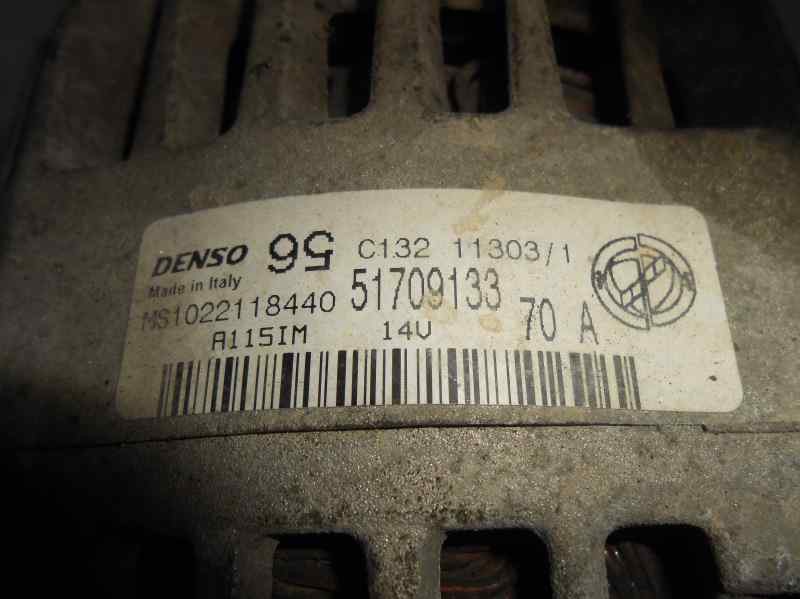 DENSO 56 C132 11303/1
Made in Italy
MS1022118440 51709133 70 A
A115IM 14V